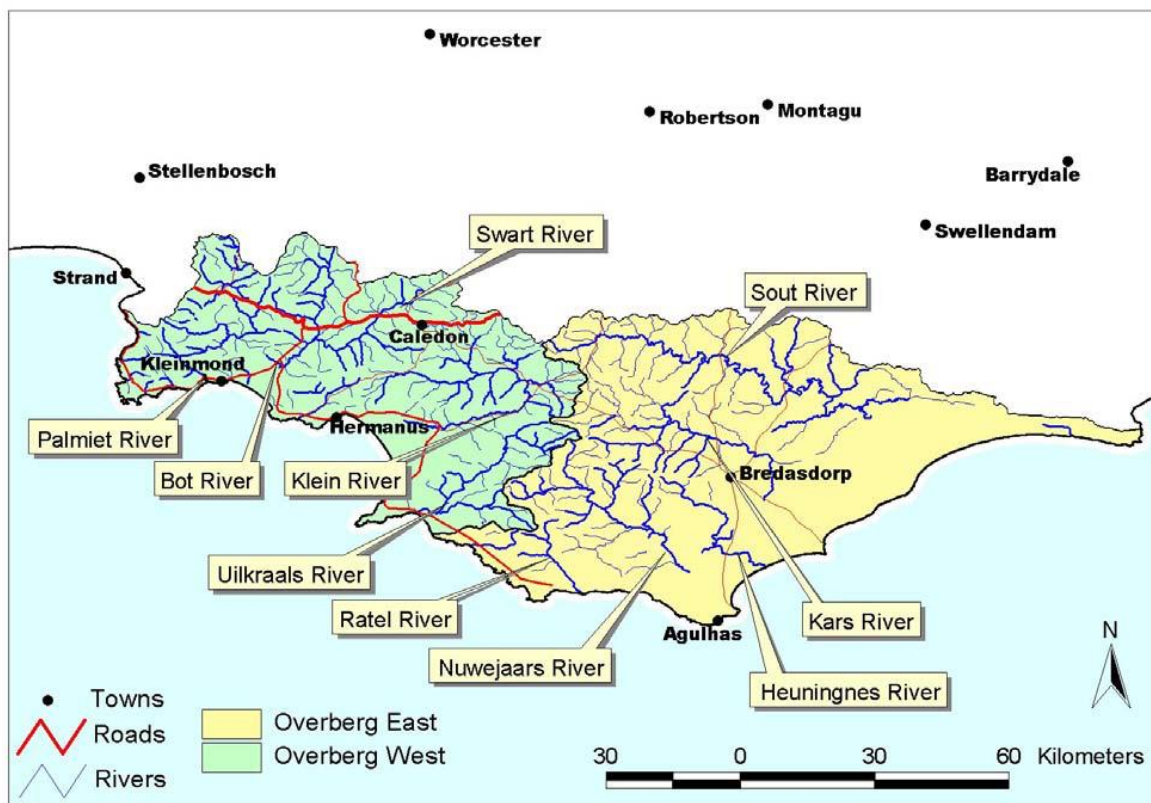 Worcester
Robertson
Montagu
Stellenbosch
Barrydale
Swellendam
Swart River
Strand
Sout River
Caledon
Kleinmond
Hermanus
Palmiet River
Bot River
Klein River
Bredasdorp
Uilkraals River
Ratel River
Agulhas
Kars River
Nuwejaars River
Heuningnes River
N
Towns
Roads
Rivers
Overberg East
Overberg West
30 0 30 60 Kilometers